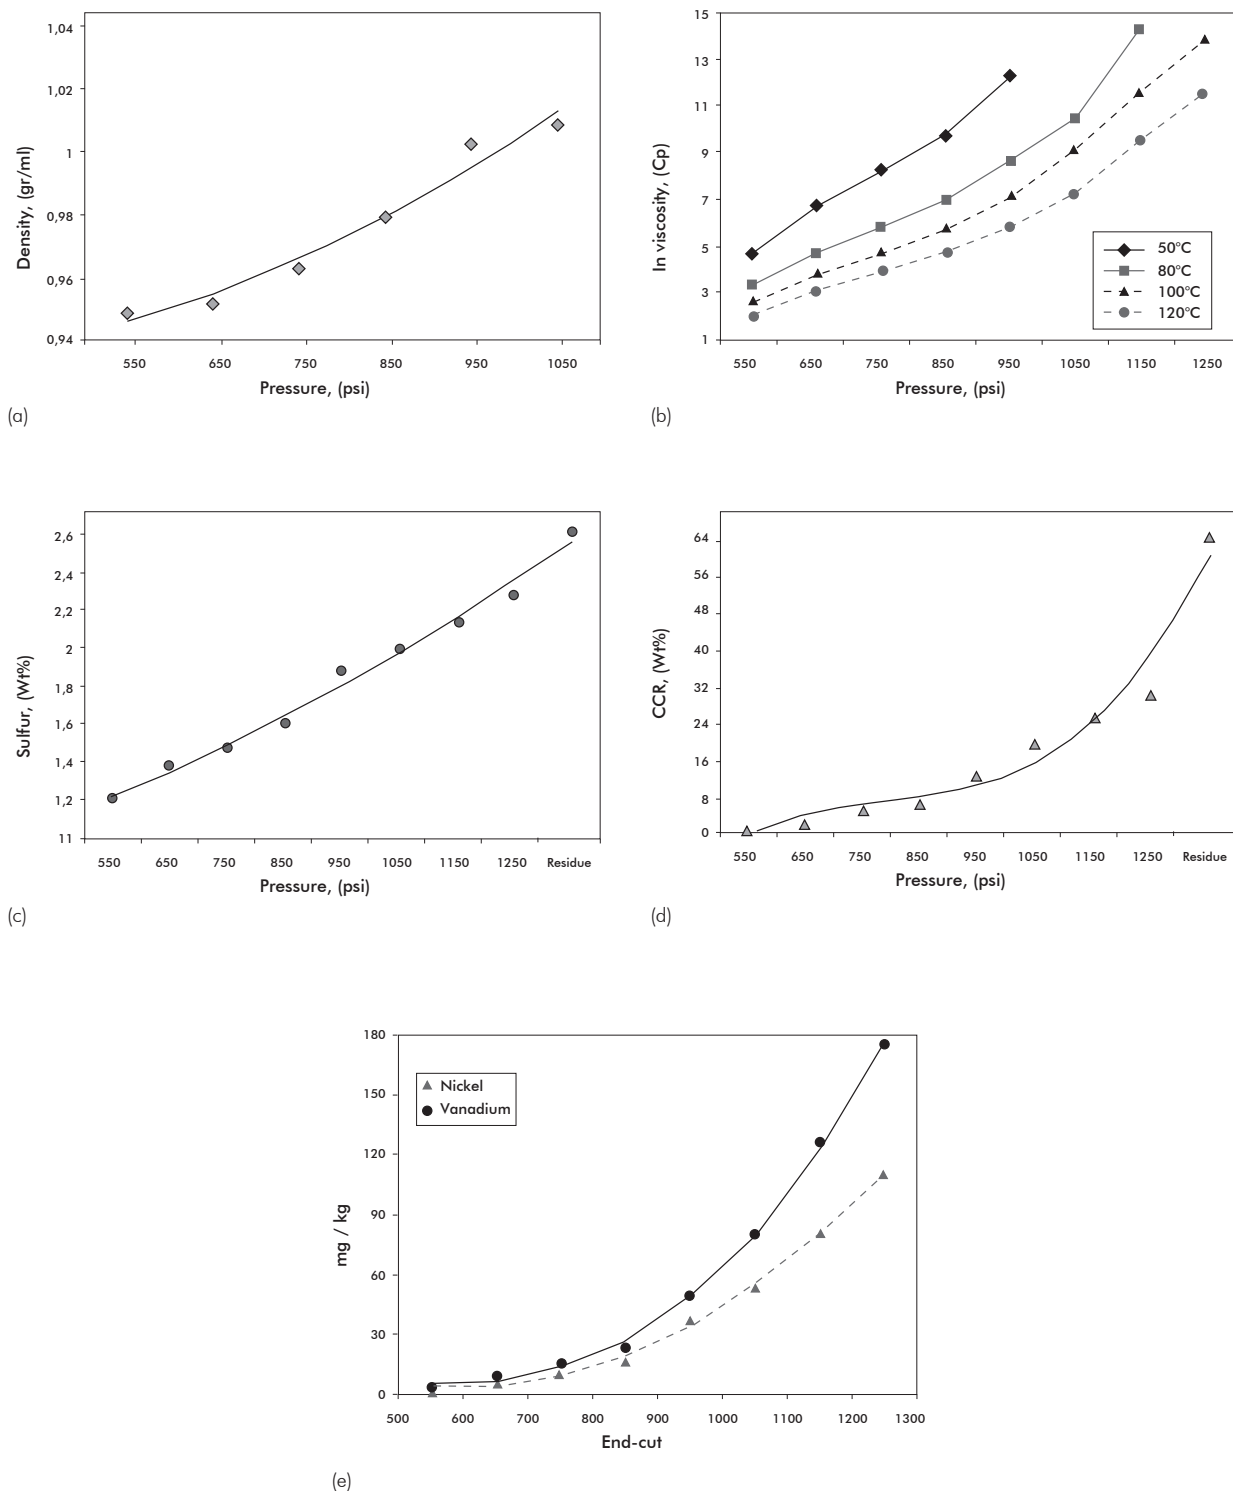 1,04
1,02
1
0,98
0,96
0,94
Density, (gr/ml)
550 650 750 850 950 1050
Pressure, (psi)
(a)
15
13
11
9
7
5
3
1
In viscosity, (Cp)
50°C
80°C
100°C
120°C
550 650 750 850 950 1050 1150 1250
Pressure, (psi)
(b)
2,6
2,4
2,2
2
1,8
1,6
1,4
1,2
11
Sulfur, (Wt%)
550 650 750 850 950 1050 1150 1250 Residue
Pressure, (psi)
(c)
64
56
48
40
32
24
16
8
0
CCR, (Wt%)
550 650 750 850 950 1050 1150 1250 Residue
Pressure, (psi)
(d)
180
150
120
90
60
30
0
mg / kg
Nickel
Vanadium
500 600 700 800 900 1000 1100 1200 1300
End-cut
(e)